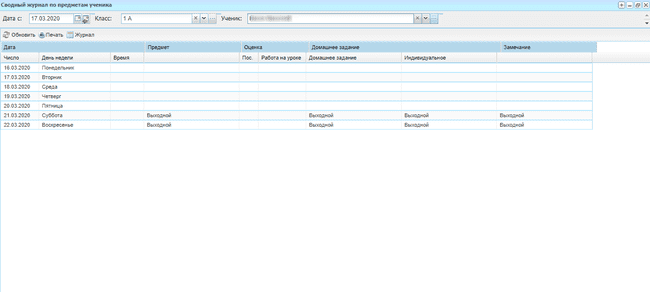 Сводный журнал по предметам ученика
Дата с: 17.03.2020 Класс: 1 А Ученик:
Обновить Печать Журнал
Дата Предмет Оценка Домашнее задание Замечание
Число День недели Время Пос. Работа на уроке Домашнее задание Индивидуальное
16.03.2020 Понедельник
17.03.2020 Вторник
18.03.2020 Среда
19.03.2020 Четверг
20.03.2020 Пятница
21.03.2020 Суббота Выходной Выходной Выходной Выходной
22.03.2020 Воскресенье Выходной Выходной Выходной Выходной